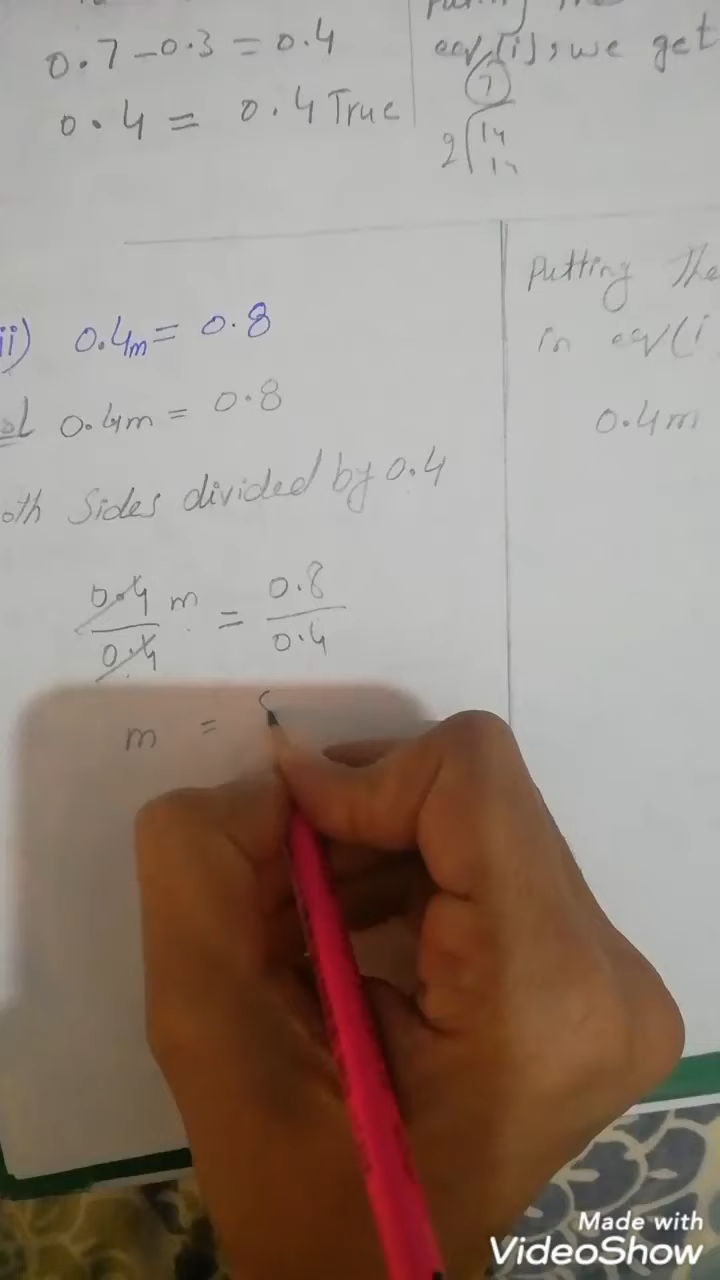 0.7-0.3=0.4
0.4 = 0.4 True
eq (i), we get
7
2 14
14
ii) 0.4m = 0.8
0.4m = 0.8
oth Sides divided by 0.4
0.4 m = 0.8
0.4 0.4
m =
Putting The
in eq (i
0.4m
Made with
VideoShow